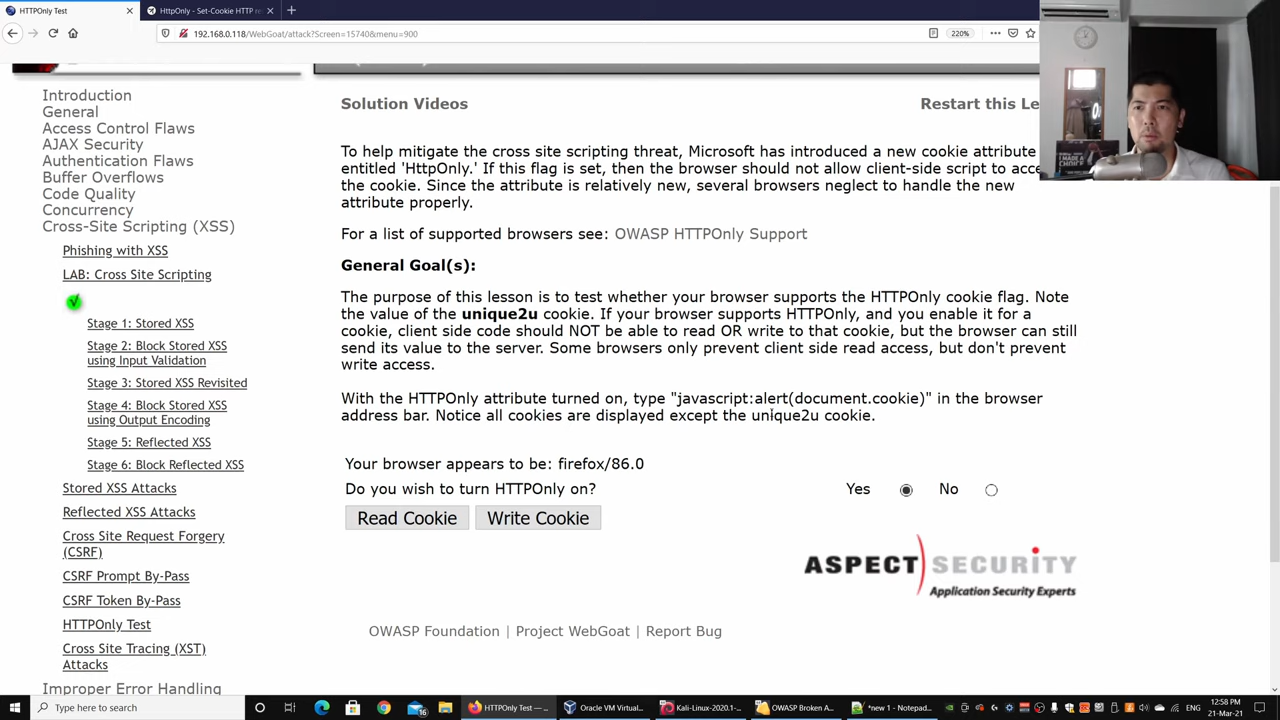 HTTPOnly Test
HttpOnly - Set-Cookie HTTP re
192.168.0.118/WebGoat/attack?Screen=15740&menu=900
220%
Introduction
General
Access Control Flaws
AJAX Security
Authentication Flaws
Buffer Overflows
Code Quality
Concurrency
Cross-Site Scripting (XSS)
Phishing with XSS
LAB: Cross Site Scripting
Stage 1: Stored XSS
Stage 2: Block Stored XSS
using Input Validation
Stage 3: Stored XSS Revisited
Stage 4: Block Stored XSS
using Output Encoding
Stage 5: Reflected XSS
Stage 6: Block Reflected XSS
Stored XSS Attacks
Reflected XSS Attacks
Cross Site Request Forgery
(CSRF)
CSRF Prompt By-Pass
CSRF Token By-Pass
HTTPOnly Test
Cross Site Tracing (XST)
Attacks
Improper Error Handling
Solution Videos
Restart this Le
To help mitigate the cross site scripting threat, Microsoft has introduced a new cookie attribute
entitled 'HttpOnly.' If this flag is set, then the browser should not allow client-side script to acce
the cookie. Since the attribute is relatively new, several browsers neglect to handle the new
attribute properly.
For a list of supported browsers see: OWASP HTTPOnly Support
General Goal(s):
The purpose of this lesson is to test whether your browser supports the HTTPOnly cookie flag. Note
the value of the unique2u cookie. If your browser supports HTTPOnly, and you enable it for a
cookie, client side code should NOT be able to read OR write to that cookie, but the browser can still
send its value to the server. Some browsers only prevent client side read access, but don't prevent
write access.
With the HTTPOnly attribute turned on, type "javascript:alert(document.cookie)" in the browser
address bar. Notice all cookies are displayed except the unique2u cookie.
Your browser appears to be: firefox/86.0
Do you wish to turn HTTPOnly on? Yes No
Read Cookie Write Cookie
ASPECT SECURITY
Application Security Experts
OWASP Foundation | Project WebGoat | Report Bug
Type here to search
16
HTTPOnly Test — ...
Oracle VM Virtual...
Kali-Linux-2020.1-...
OWASP Broken A...
*new 1 - Notepad...
ENG
12:58 PM
21-Mar-21